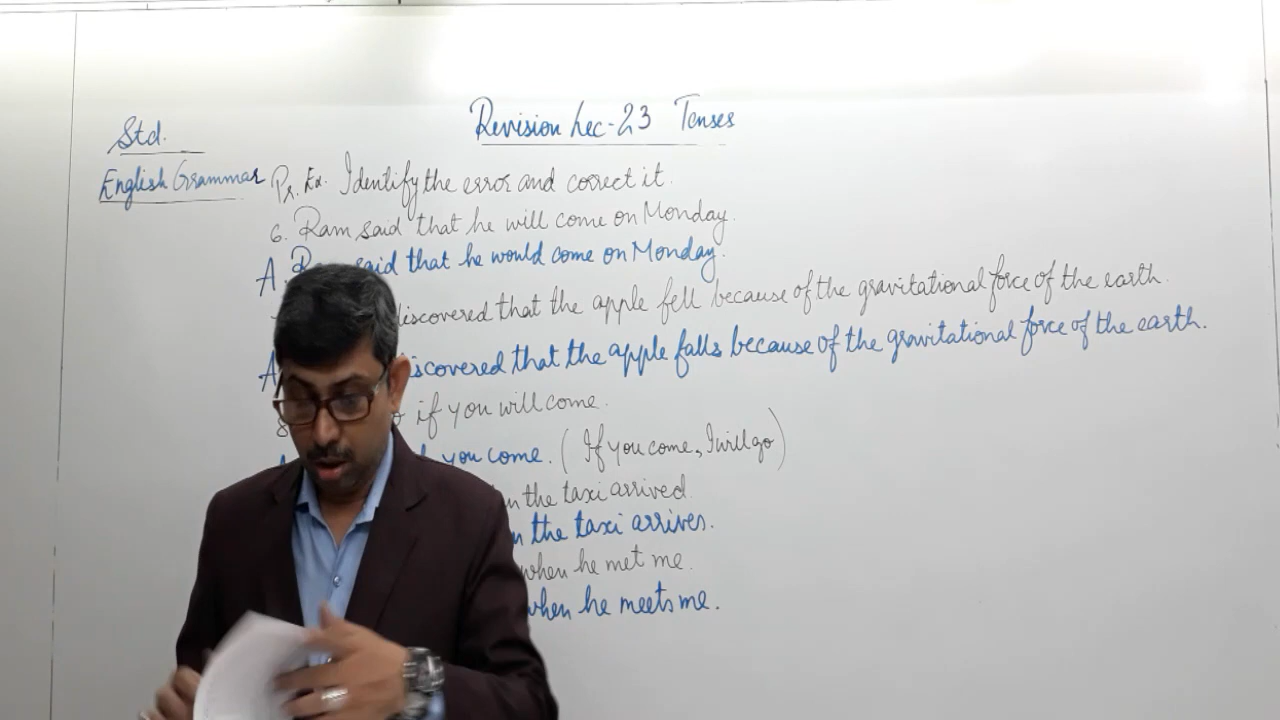 Revision Lec-23 Tenses
Std.
English Grammar
Pr. Ex. Identify the error and correct it.
6. Ram said that he will come on Monday.
A. Ram said that he would come on Monday.
discovered that the apple fell because of the gravitational force of the earth.
A discovered that the apple falls because of the gravitational force of the earth.
8 if you will come.
you come. (If you come, I will go)
the taxi arrived.
the taxi arrives.
when he met me.
when he meets me.